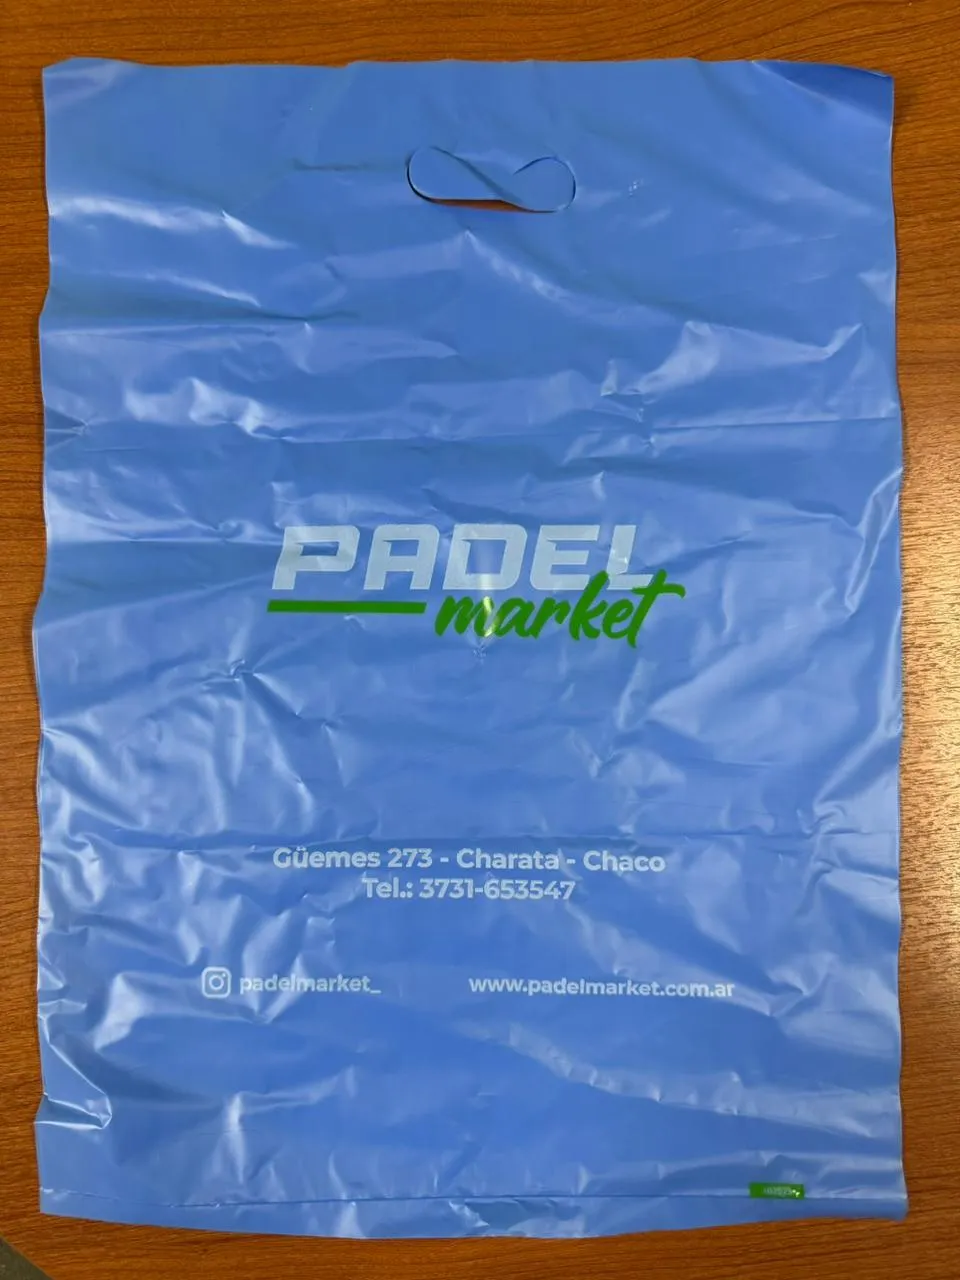 PADEL
market
Güemes 273 - Charata - Chaco
Tel.: 3731-653547
padelmarket_
www.padelmarket.com.ar